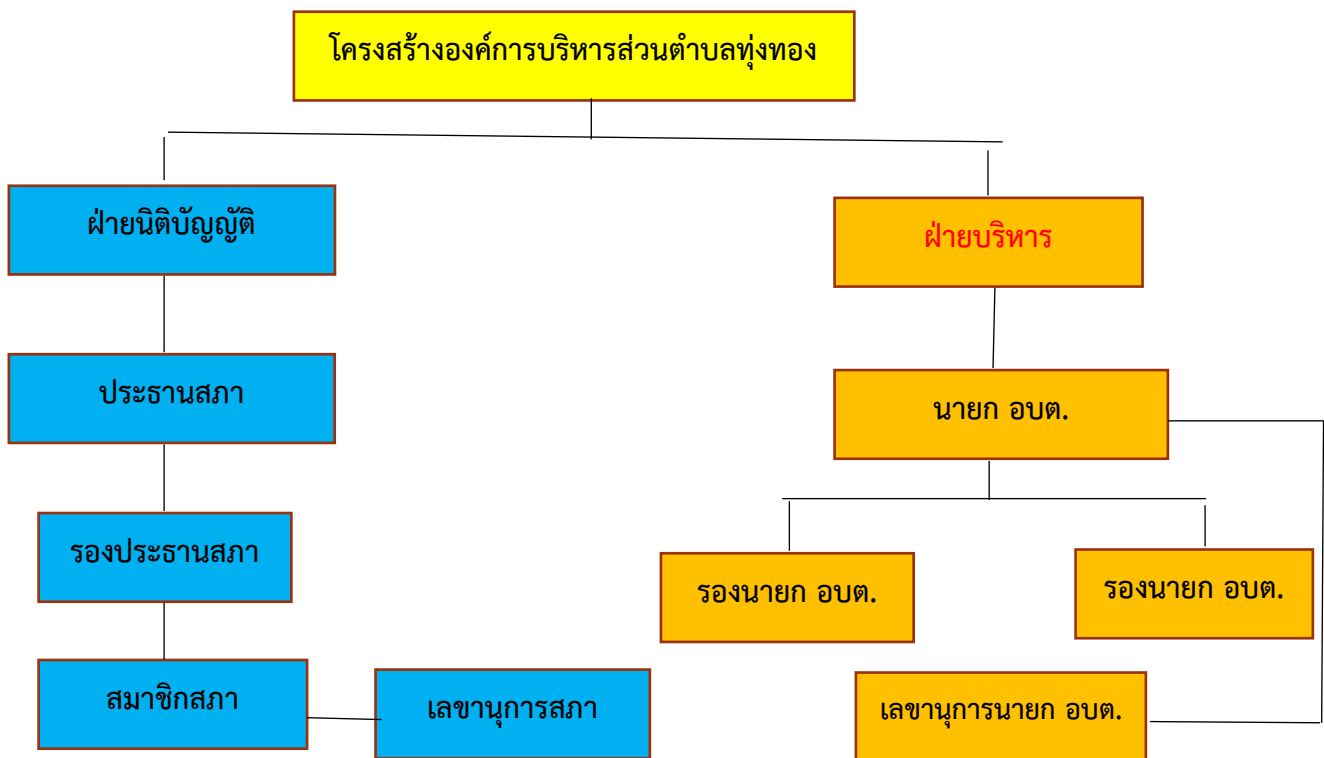 โครงสร้างองค์การบริหารส่วนตำบลทุ่งทอง
ฝ่ายนิติบัญญัติ
ฝ่ายบริหาร
ประธานสภา
นายก อบต.
รองประธานสภา
รองนายก อบต.
รองนายก อบต.
สมาชิกสภา
เลขานุการสภา
เลขานุการนายก อบต.